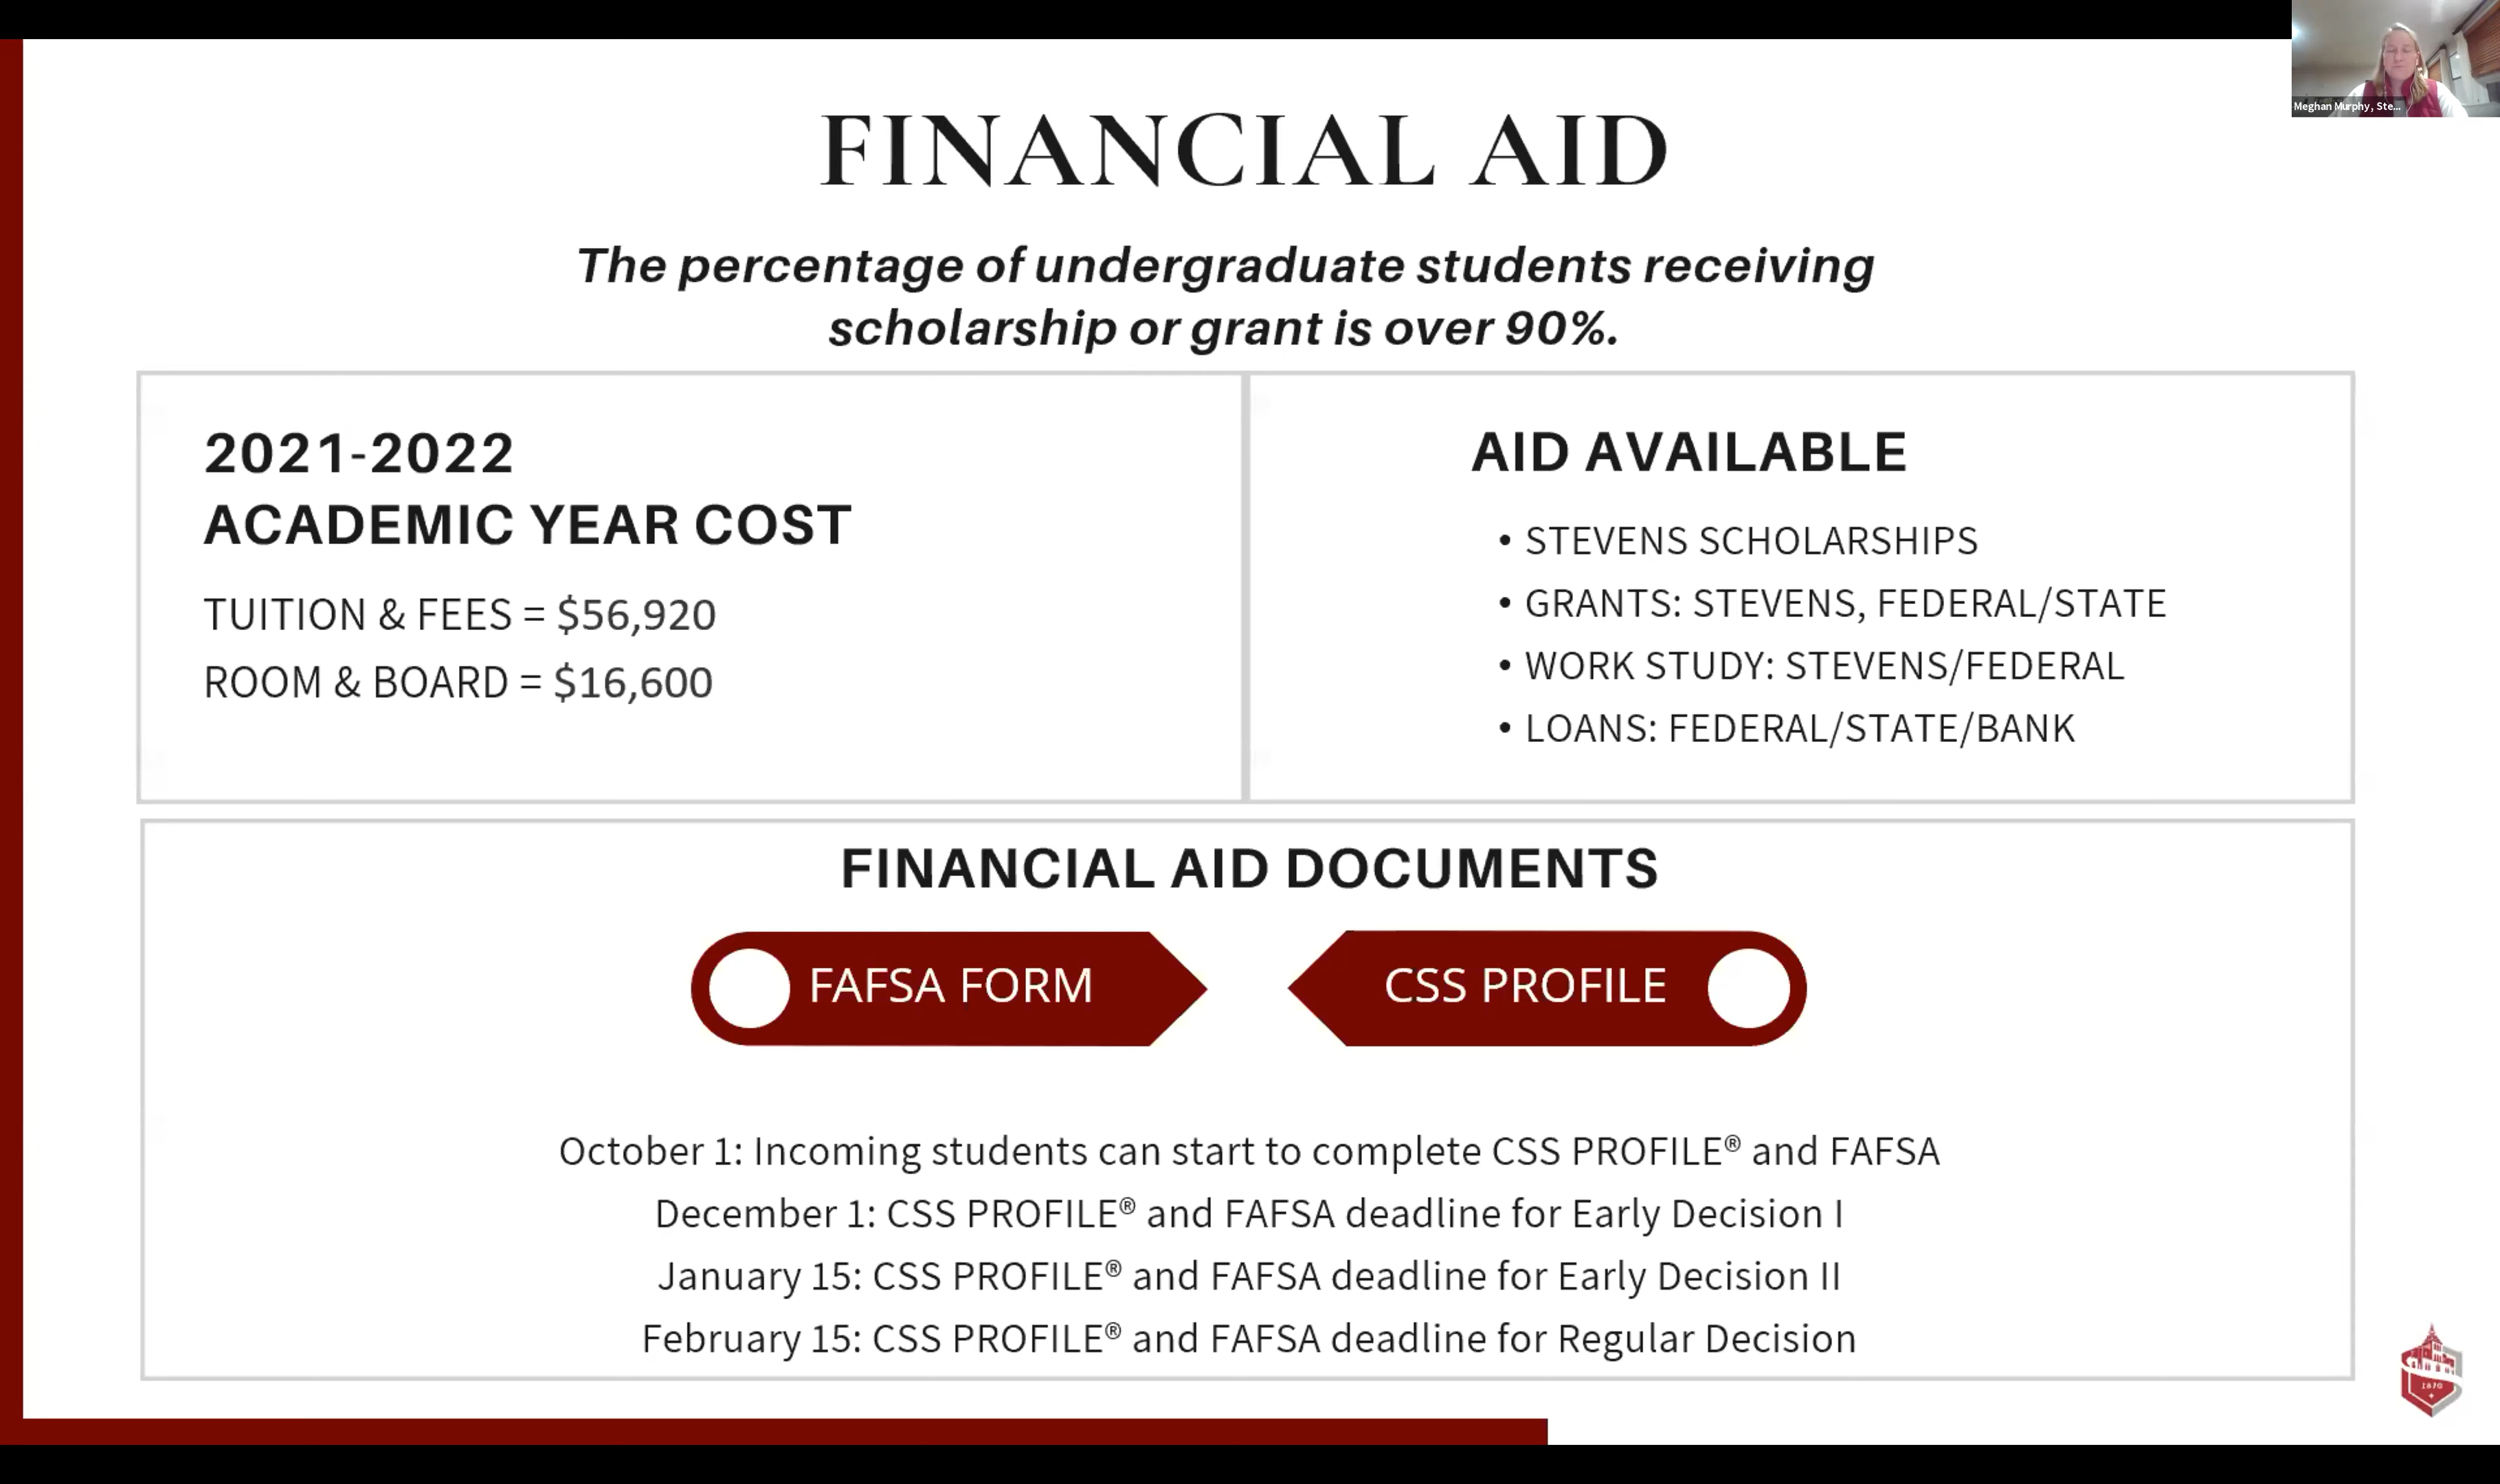 Meghan Murphy, Ste...
FINANCIAL AID
The percentage of undergraduate students receiving
scholarship or grant is over 90%.
2021-2022
ACADEMIC YEAR COST
TUITION & FEES = $56,920
ROOM & BOARD = $16,600
AID AVAILABLE
• STEVENS SCHOLARSHIPS
• GRANTS: STEVENS, FEDERAL/STATE
• WORK STUDY: STEVENS/FEDERAL
• LOANS: FEDERAL/STATE/BANK
FINANCIAL AID DOCUMENTS
FAFSA FORM
CSS PROFILE
October 1: Incoming students can start to complete CSS PROFILE® and FAFSA
December 1: CSS PROFILE® and FAFSA deadline for Early Decision I
January 15: CSS PROFILE® and FAFSA deadline for Early Decision II
February 15: CSS PROFILE® and FAFSA deadline for Regular Decision
1870